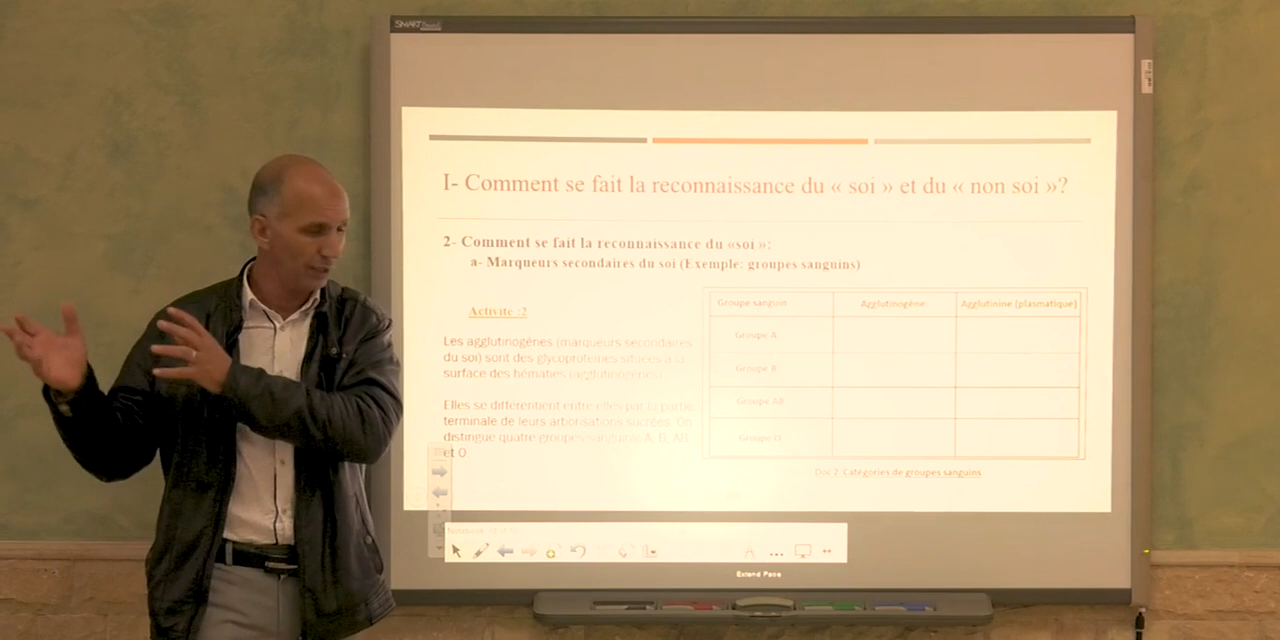 SMART Board
I- Comment se fait la reconnaissance du « soi » et du « non soi »?
2- Comment se fait la reconnaissance du «soi »:
a- Marqueurs secondaires du soi (Exemple: groupes sanguins)
Activité :2
Les agglutinogènes (marqueurs secondaires
du soi) sont des glycoprotéines situées à la
surface des hématies (agglutinogènes)
Elles se différentient entre elles par la partie
terminale de leurs arborisations sucrées. On
distingue quatre groupes sanguins A, B, AB
et O
Groupe sanguin Agglutinogène Agglutinine (plasmatique)
Groupe A
Groupe B
Groupe AB
Groupe O
Doc 2: Catégories de groupes sanguins
Extend Page